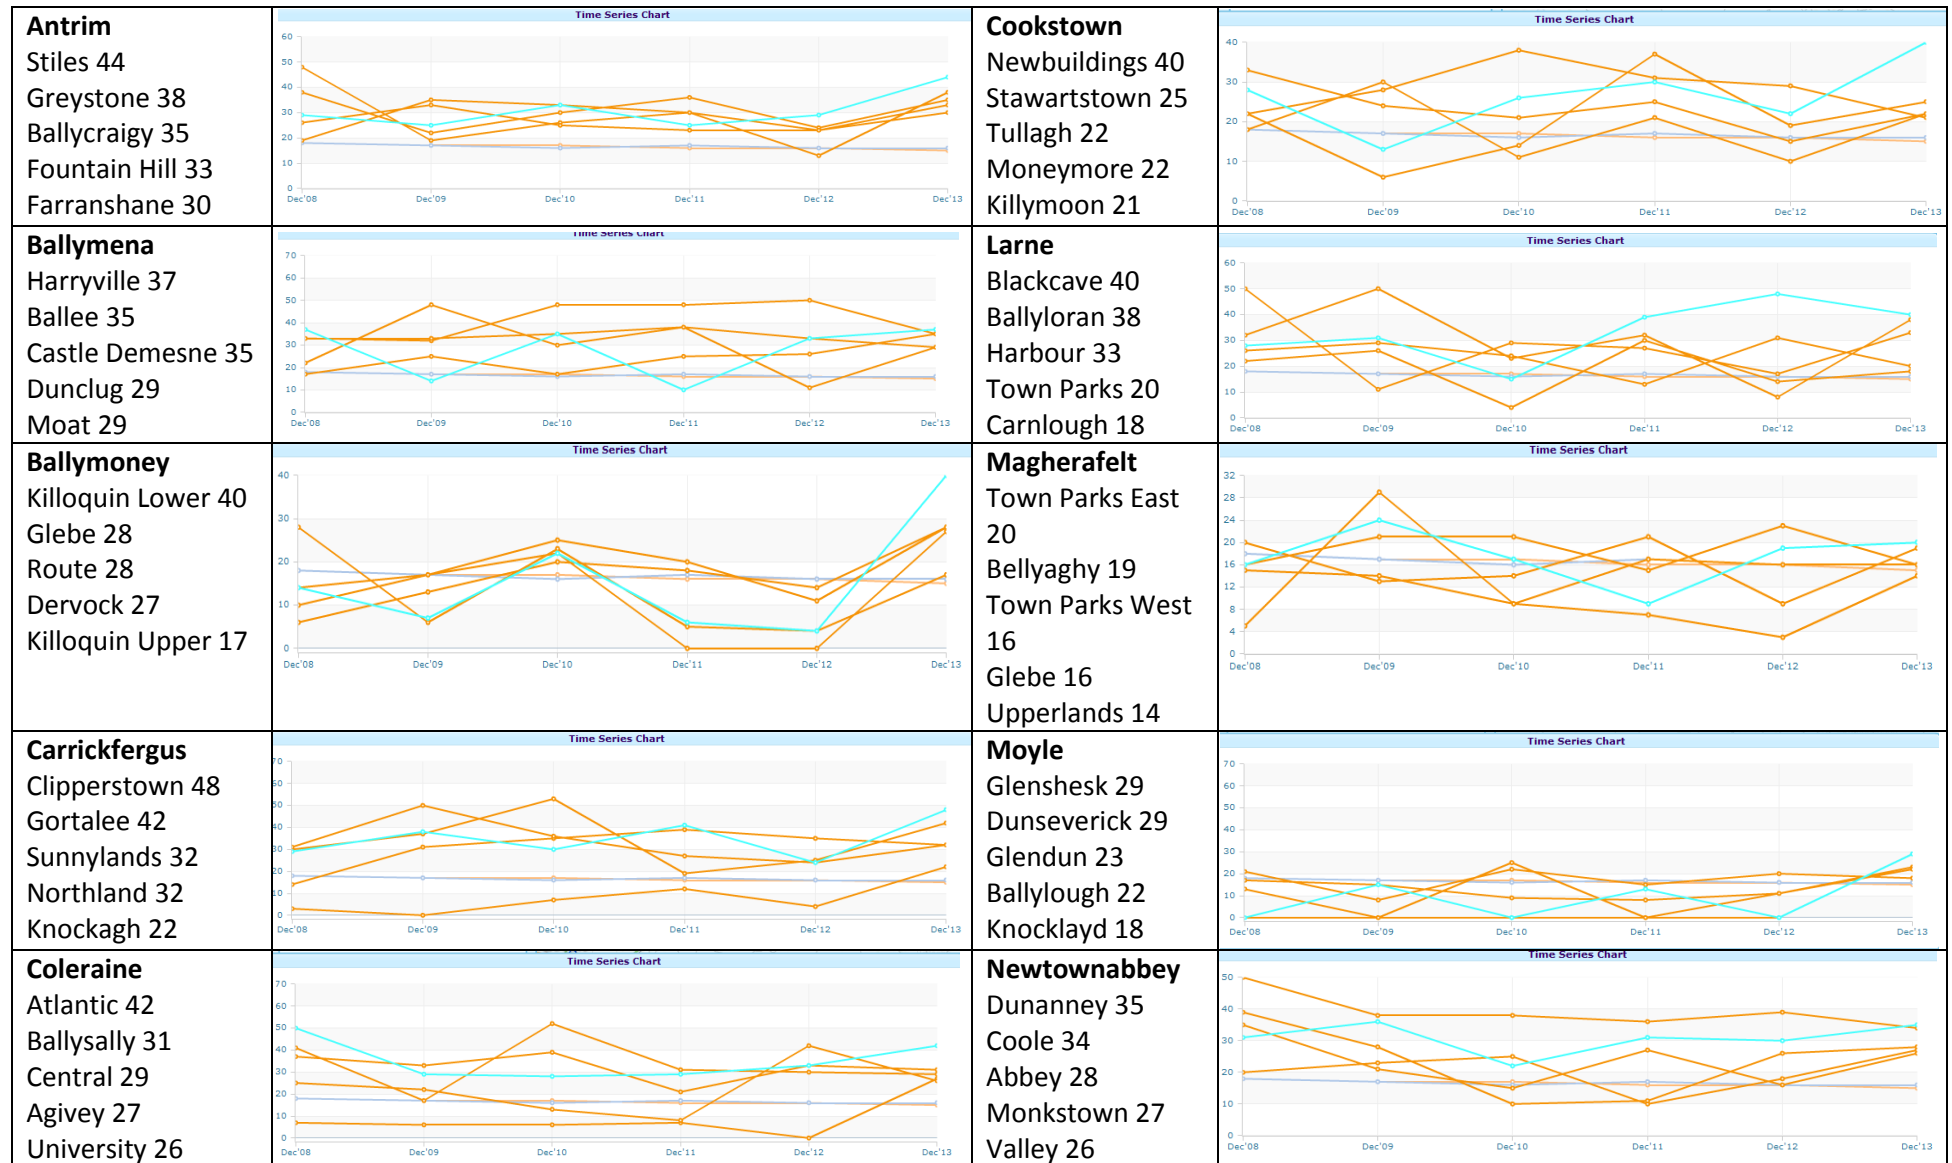 Antrim
Stiles 44
Greystone 38
Ballycraigy 35
Fountain Hill 33
Farranshane 30
Time Series Chart
60
50
40
30
20
10
0
Dec'08 Dec'09 Dec'10 Dec'11 Dec'12 Dec'13
Cookstown
Newbuildings 40
Stawartstown 25
Tullagh 22
Moneymore 22
Killymoon 21
Time Series Chart
40
30
20
10
0
Dec'08 Dec'09 Dec'10 Dec'11 Dec'12 Dec'13
Ballymena
Harryville 37
Ballee 35
Castle Demesne 35
Dunclug 29
Moat 29
Time Series Chart
70
60
50
40
30
20
10
0
Dec'08 Dec'09 Dec'10 Dec'11 Dec'12 Dec'13
Larne
Blackcave 40
Ballyloran 38
Harbour 33
Town Parks 20
Carnlough 18
Time Series Chart
60
50
40
30
20
10
0
Dec'08 Dec'09 Dec'10 Dec'11 Dec'12 Dec'13
Ballymoney
Killoquin Lower 40
Glebe 28
Route 28
Dervock 27
Killoquin Upper 17
Time Series Chart
40
30
20
10
0
Dec'08 Dec'09 Dec'10 Dec'11 Dec'12 Dec'13
Magherafelt
Town Parks East
20
Bellyaghy 19
Town Parks West
16
Glebe 16
Upperlands 14
Time Series Chart
32
28
24
20
16
12
8
4
0
Dec'08 Dec'09 Dec'10 Dec'11 Dec'12 Dec'13
Carrickfergus
Clipperstown 48
Gortalee 42
Sunnylands 32
Northland 32
Knockagh 22
Time Series Chart
70
60
50
40
30
20
10
0
Dec'08 Dec'09 Dec'10 Dec'11 Dec'12 Dec'13
Moyle
Glenshesk 29
Dunseverick 29
Glendun 23
Ballylough 22
Knocklayd 18
Time Series Chart
70
60
50
40
30
20
10
0
Dec'08 Dec'09 Dec'10 Dec'11 Dec'12 Dec'13
Coleraine
Atlantic 42
Ballysally 31
Central 29
Agivey 27
University 26
Time Series Chart
70
60
50
40
30
20
10
0
Dec'08 Dec'09 Dec'10 Dec'11 Dec'12 Dec'13
Newtownabbey
Dunanney 35
Coole 34
Abbey 28
Monkstown 27
Valley 26
Time Series Chart
50
40
30
20
10
0
Dec'08 Dec'09 Dec'10 Dec'11 Dec'12 Dec'13